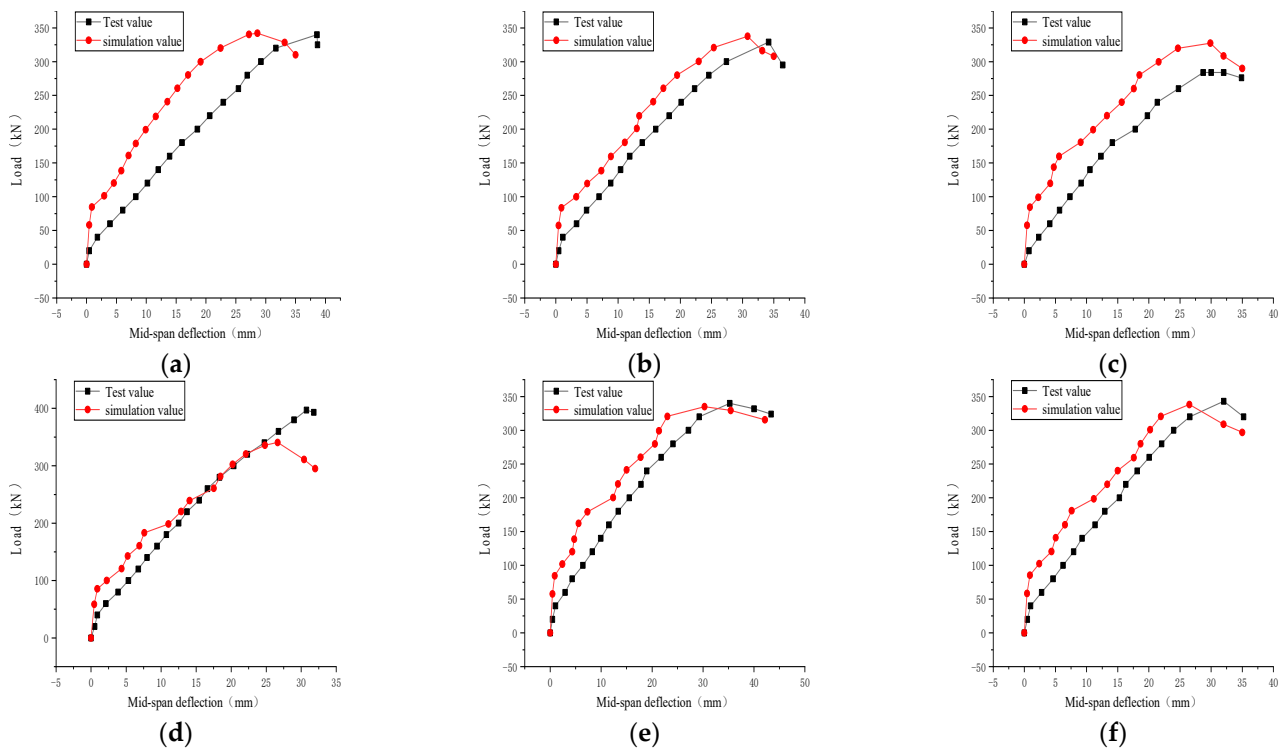 Test value
simulation value
350
300
250
200
150
100
50
0
−50
Load（kN）
−5 0 5 10 15 20 25 30 35 40
Mid-span deflection（mm）
(a)
Test value
simulation value
350
300
250
200
150
100
50
0
−50
Load（kN）
−5 0 5 10 15 20 25 30 35 40
Mid-span deflection（mm）
(b)
Test value
simulation value
350
300
250
200
150
100
50
0
−50
Load（kN）
−5 0 5 10 15 20 25 30 35 40
Mid-span deflection（mm）
(c)
Test value
simulation value
400
300
200
100
0
Load（kN）
−5 0 5 10 15 20 25 30 35
Mid-span deflection（mm）
(d)
Test value
simulation value
350
300
250
200
150
100
50
0
−50
Load（kN）
0 10 20 30 40 50
Mid-span deflection（mm）
(e)
Test value
simulation value
350
300
250
200
150
100
50
0
−50
Load（kN）
−5 0 5 10 15 20 25 30 35 40
Mid-span deflection（mm）
(f)